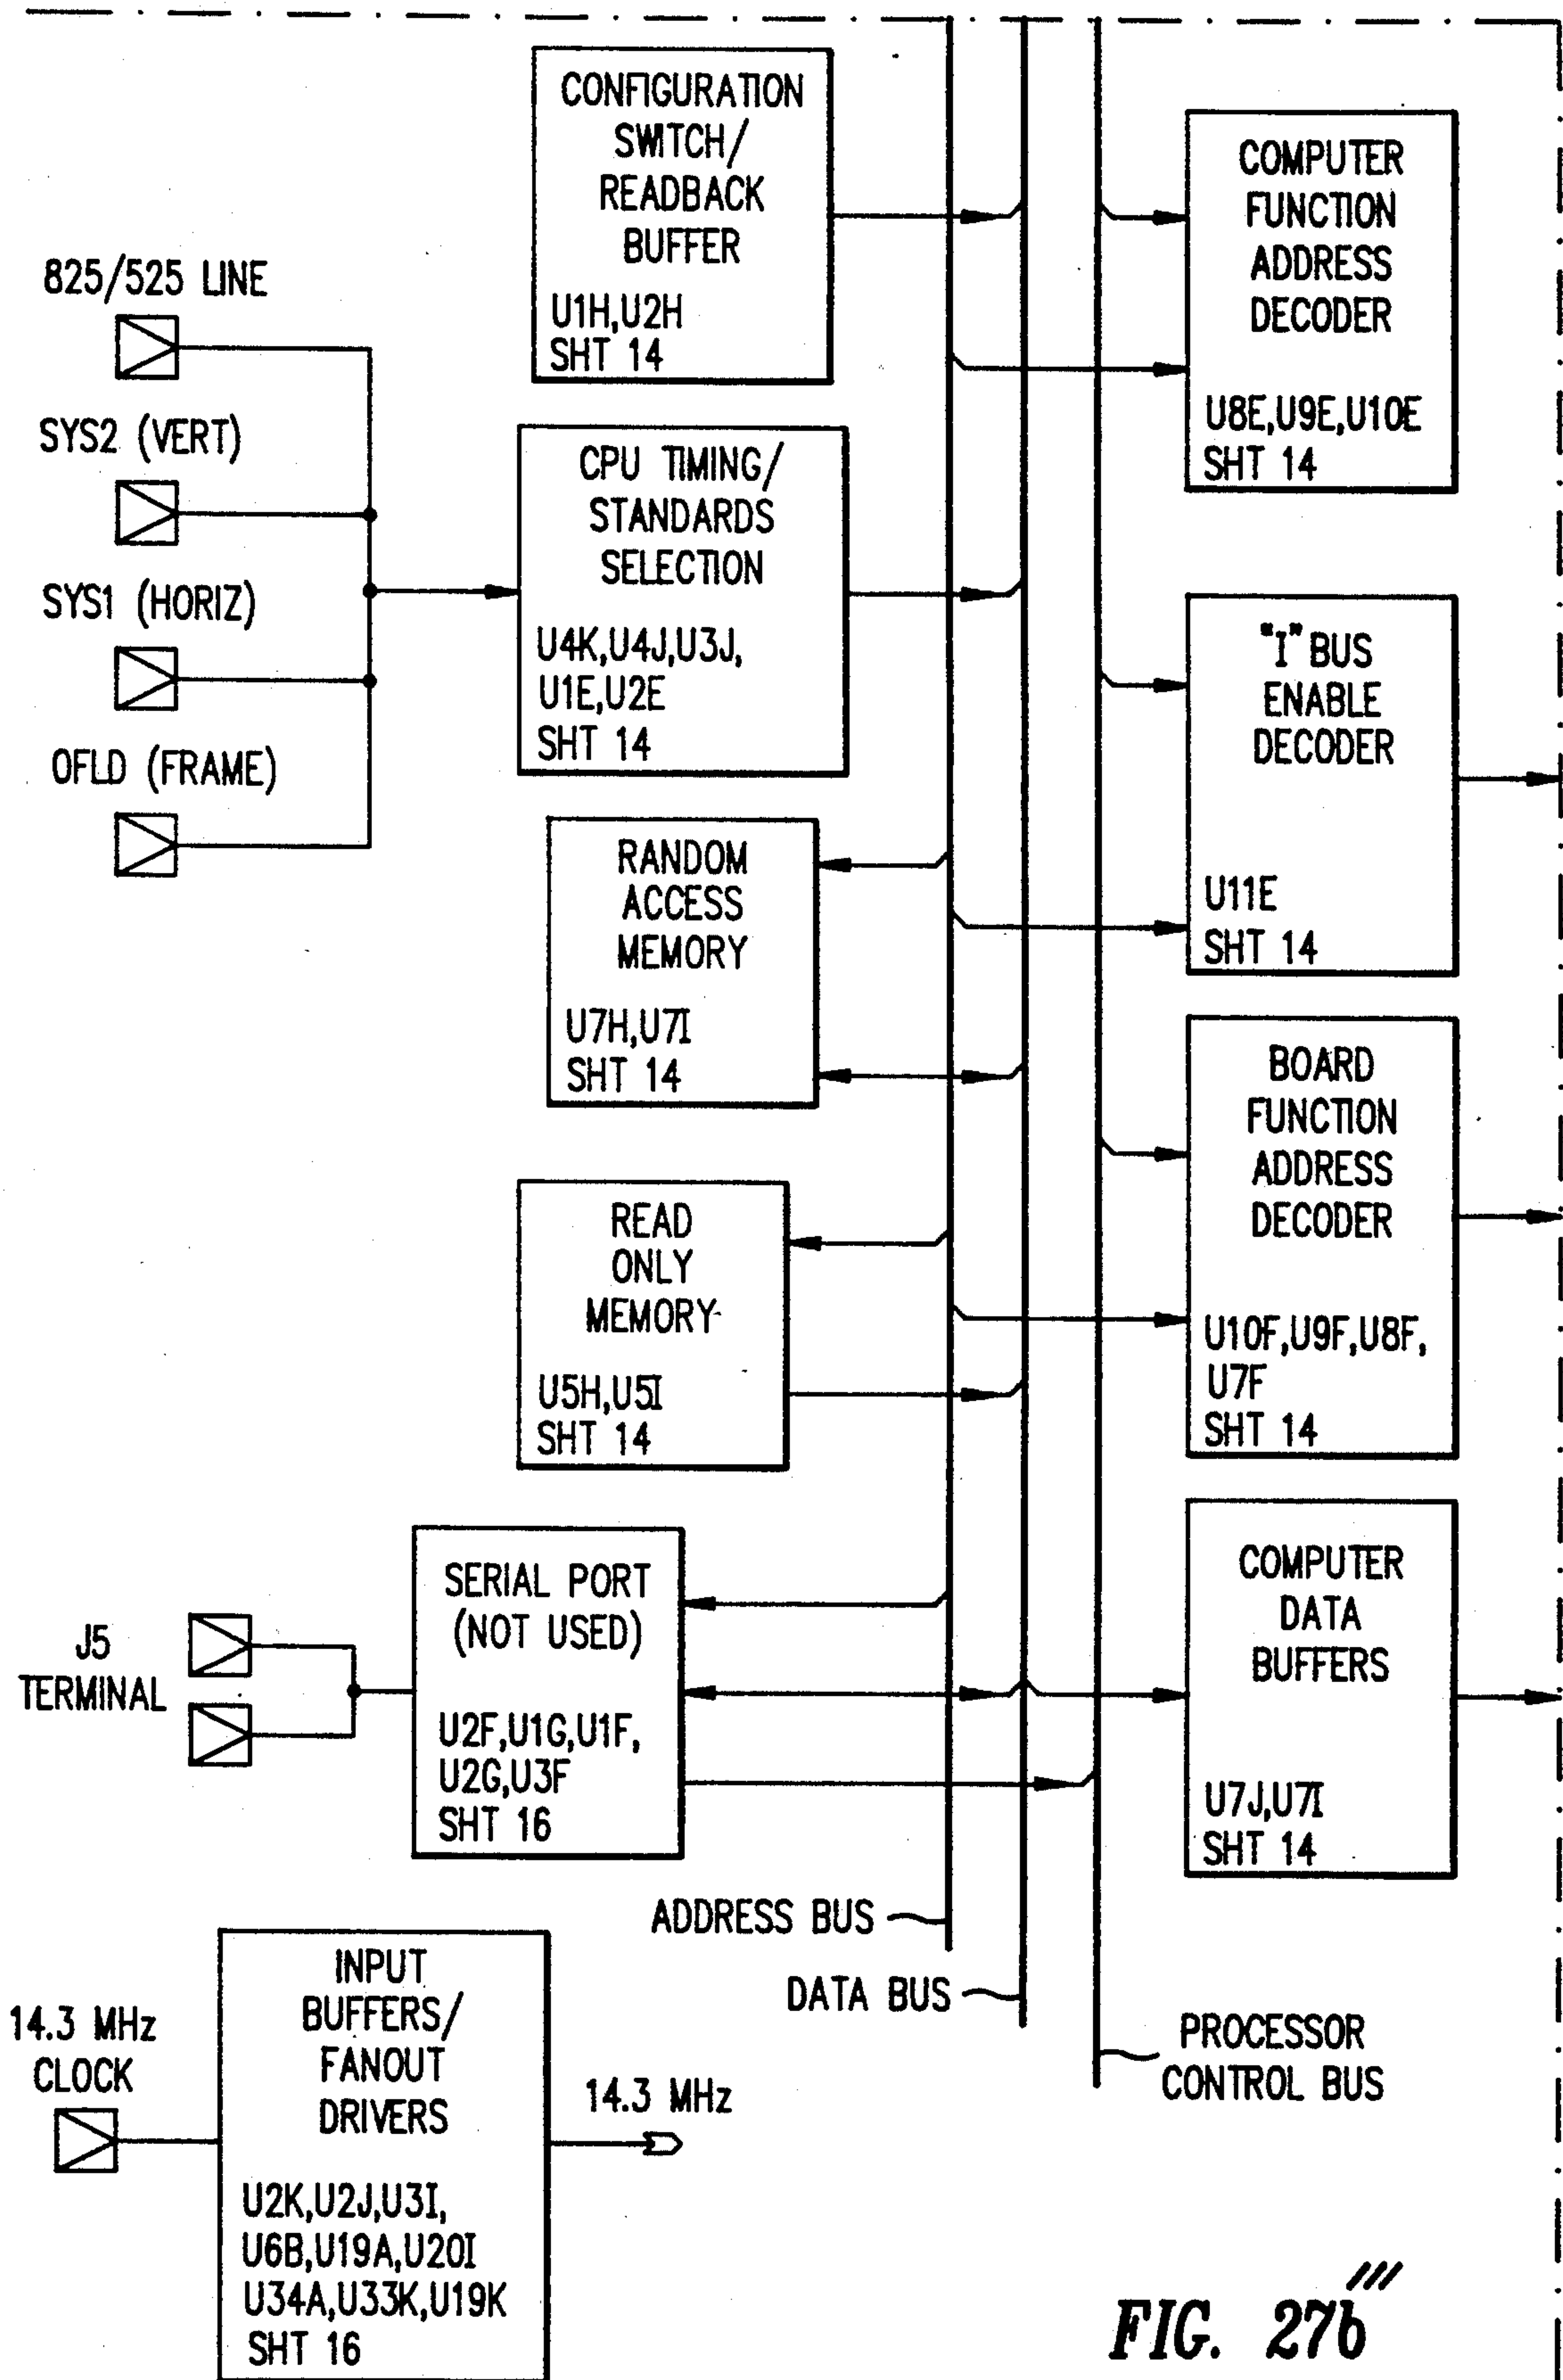 CONFIGURATION
SWITCH/
READBACK
BUFFER
U1H,U2H
SHT 14
COMPUTER
FUNCTION
ADDRESS
DECODER
U8E,U9E,U10E
SHT 14
825/525 LINE
SYS2 (VERT)
SYS1 (HORIZ)
OFLD (FRAME)
CPU TIMING/
STANDARDS
SELECTION
U4K,U4J,U3J,
U1E,U2E
SHT 14
"I" BUS
ENABLE
DECODER
U11E
SHT 14
RANDOM
ACCESS
MEMORY
U7H,U7I
SHT 14
BOARD
FUNCTION
ADDRESS
DECODER
U10F,U9F,U8F,
U7F
SHT 14
READ
ONLY
MEMORY
U5H,U5I
SHT 14
J5
TERMINAL
SERIAL PORT
(NOT USED)
U2F,U1G,U1F,
U2G,U3F
SHT 16
COMPUTER
DATA
BUFFERS
U7J,U7I
SHT 14
ADDRESS BUS
DATA BUS
PROCESSOR
CONTROL BUS
14.3 MHz
CLOCK
INPUT
BUFFERS/
FANOUT
DRIVERS
U2K,U2J,U3I,
U6B,U19A,U20I
U34A,U33K,U19K
SHT 16
14.3 MHz
FIG. 27b'''